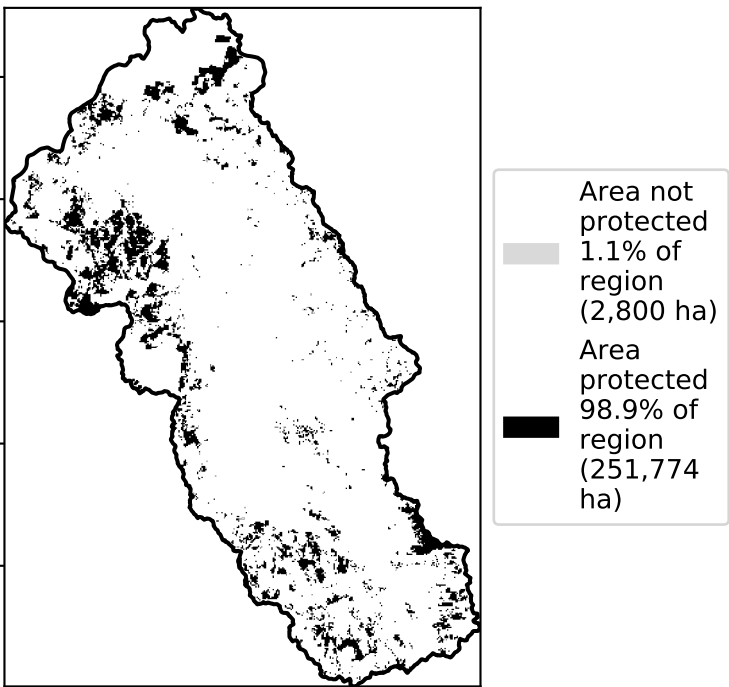 Area not
protected
1.1% of
region
(2,800 ha)
Area
protected
98.9% of
region
(251,774
ha)